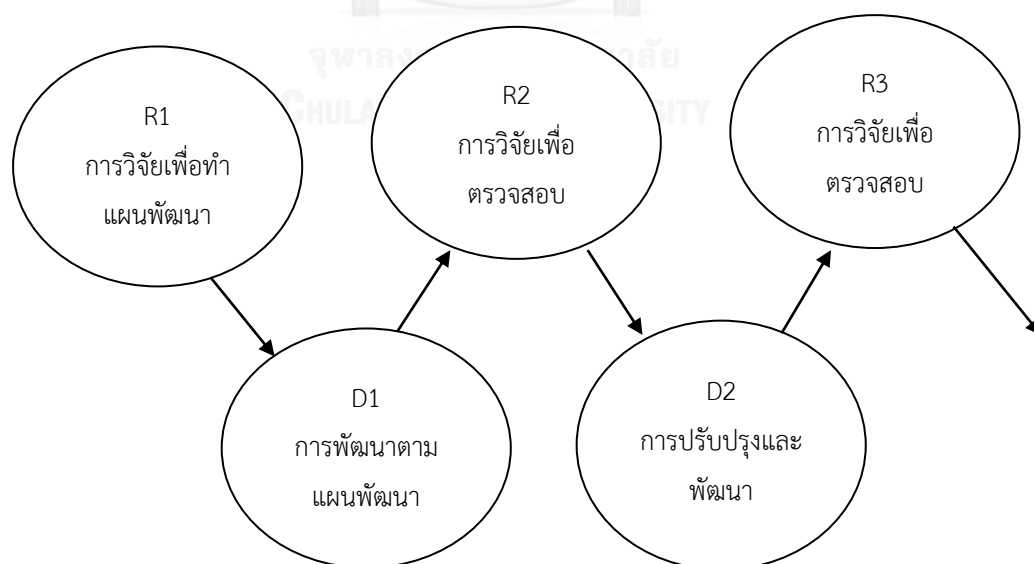 R1
การวิจัยเพื่อทำ
แผนพัฒนา
D1
การพัฒนาตาม
แผนพัฒนา
R2
การวิจัยเพื่อ
ตรวจสอบ
D2
การปรับปรุงและ
พัฒนา
R3
การวิจัยเพื่อ
ตรวจสอบ